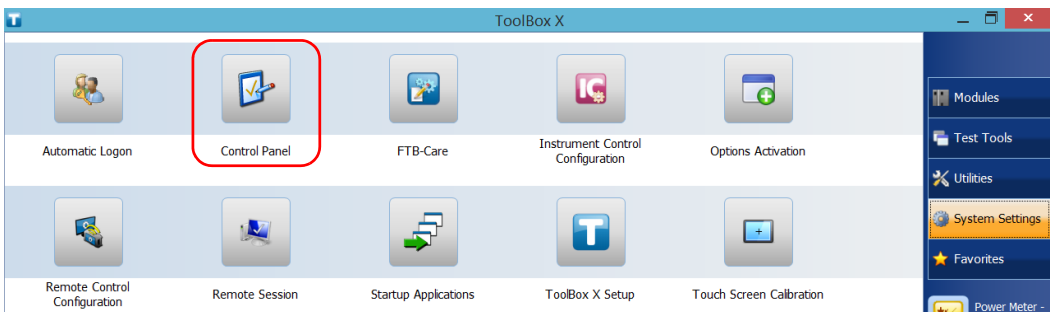 ToolBox X
Automatic Logon
Control Panel
FTB-Care
IC
Instrument Control
Configuration
Options Activation
Remote Control
Configuration
Remote Session
Startup Applications
T
ToolBox X Setup
Touch Screen Calibration
Modules
Test Tools
Utilities
System Settings
Favorites
Power Meter -